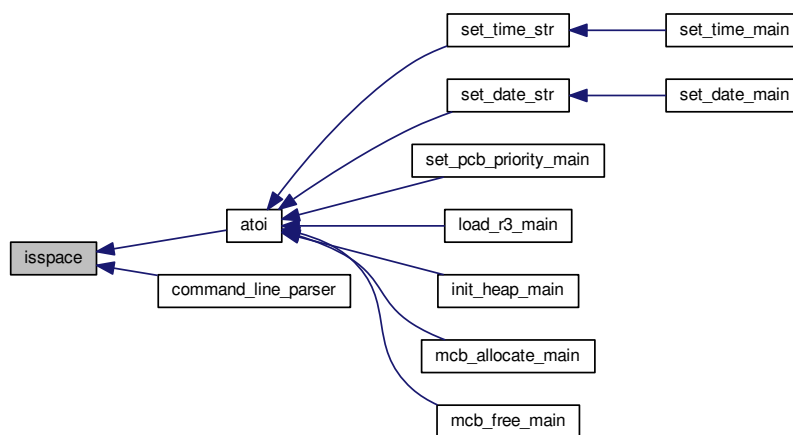 set_time_str
set_time_main
set_date_str
set_date_main
set_pcb_priority_main
atoi
load_r3_main
isspace
command_line_parser
init_heap_main
mcb_allocate_main
mcb_free_main